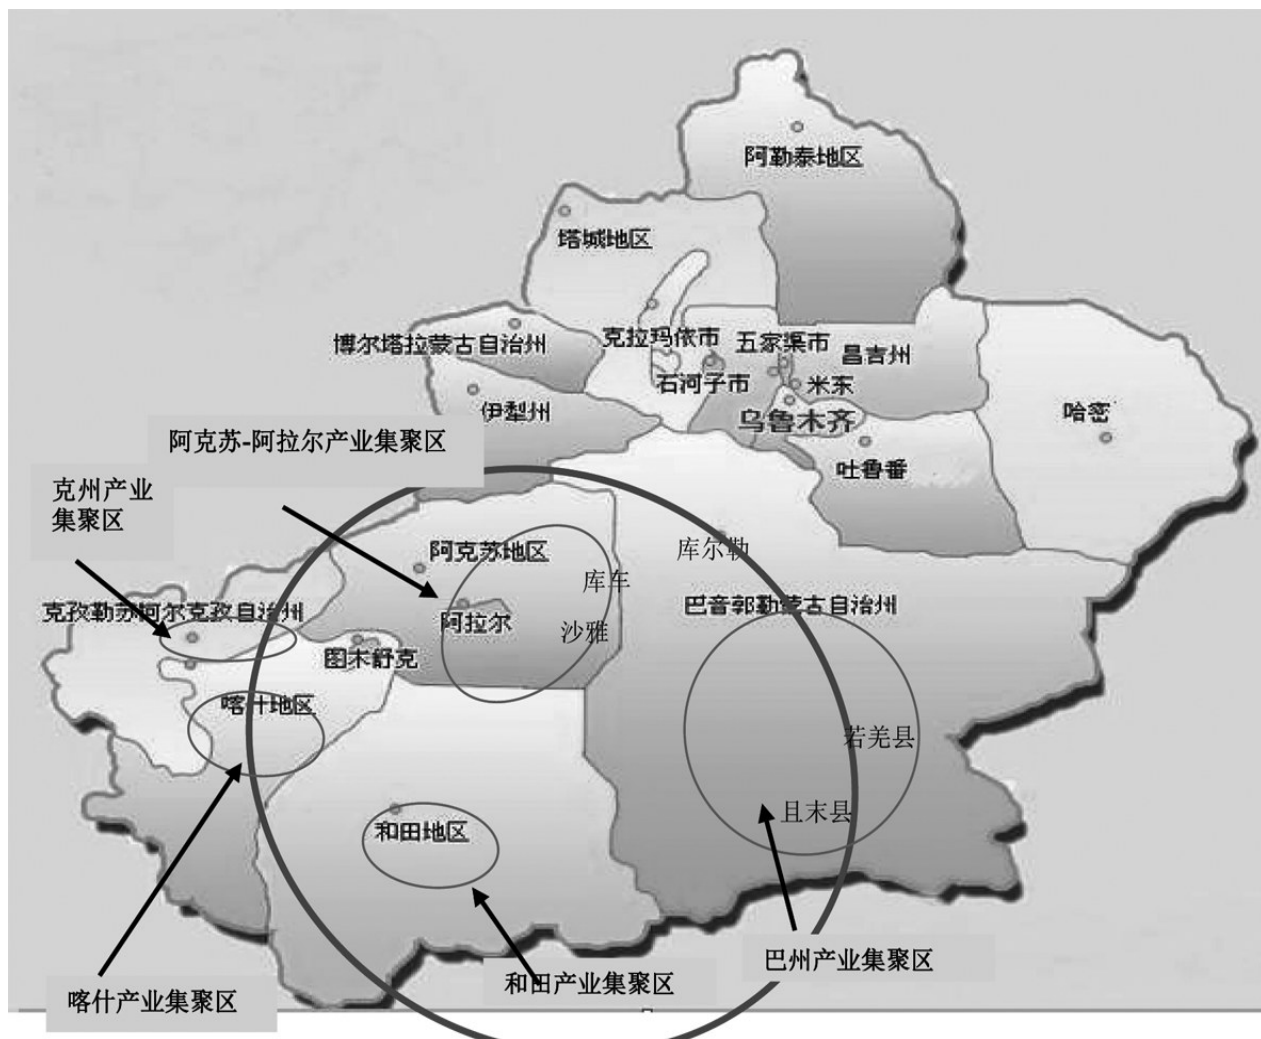 阿勒泰地区
塔城地区
博尔塔拉蒙古自治州
克拉玛依市
五家渠市
昌吉州
石河子市
米东
伊犁州
乌鲁木齐
哈密
吐鲁番
阿克苏-阿拉尔产业集聚区
克州产业
集聚区
阿克苏地区
库尔勒
库车
克孜勒苏柯尔克孜自治州
巴音郭勒蒙古自治州
阿拉尔
沙雅
图木舒克
喀什地区
若羌县
且末县
和田地区
巴州产业集聚区
和田产业集聚区
喀什产业集聚区